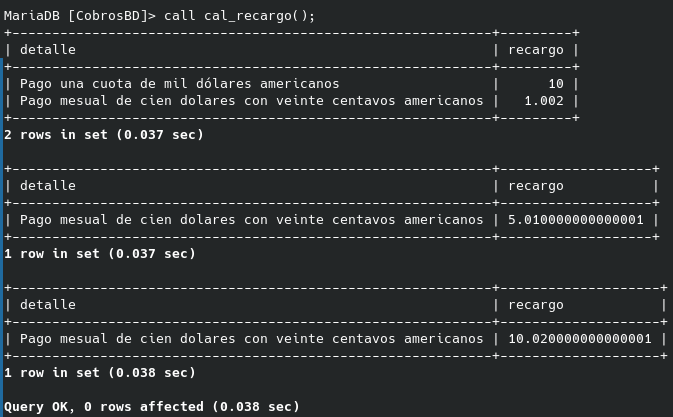 MariaDB [CobrosBD]> call cal_recargo();
+------------------------------------------------------------+---------+
| detalle                                                    | recargo |
+------------------------------------------------------------+---------+
| Pago una cuota de mil dólares americanos                   |      10 |
| Pago mesual de cien dolares con veinte centavos americanos |   1.002 |
+------------------------------------------------------------+---------+
2 rows in set (0.037 sec)

+------------------------------------------------------------+-------------------+
| detalle                                                    | recargo           |
+------------------------------------------------------------+-------------------+
| Pago mesual de cien dolares con veinte centavos americanos | 5.010000000000001 |
+------------------------------------------------------------+-------------------+
1 row in set (0.037 sec)

+------------------------------------------------------------+--------------------+
| detalle                                                    | recargo            |
+------------------------------------------------------------+--------------------+
| Pago mesual de cien dolares con veinte centavos americanos | 10.020000000000001 |
+------------------------------------------------------------+--------------------+
1 row in set (0.038 sec)

Query OK, 0 rows affected (0.038 sec)